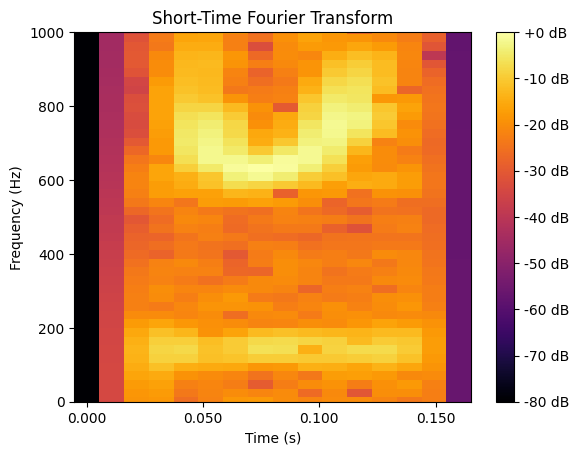 Short-Time Fourier Transform
1000
800
600
400
200
0
Frequency (Hz)
0.000
0.050
0.100
0.150
Time (s)
+0 dB
-10 dB
-20 dB
-30 dB
-40 dB
-50 dB
-60 dB
-70 dB
-80 dB